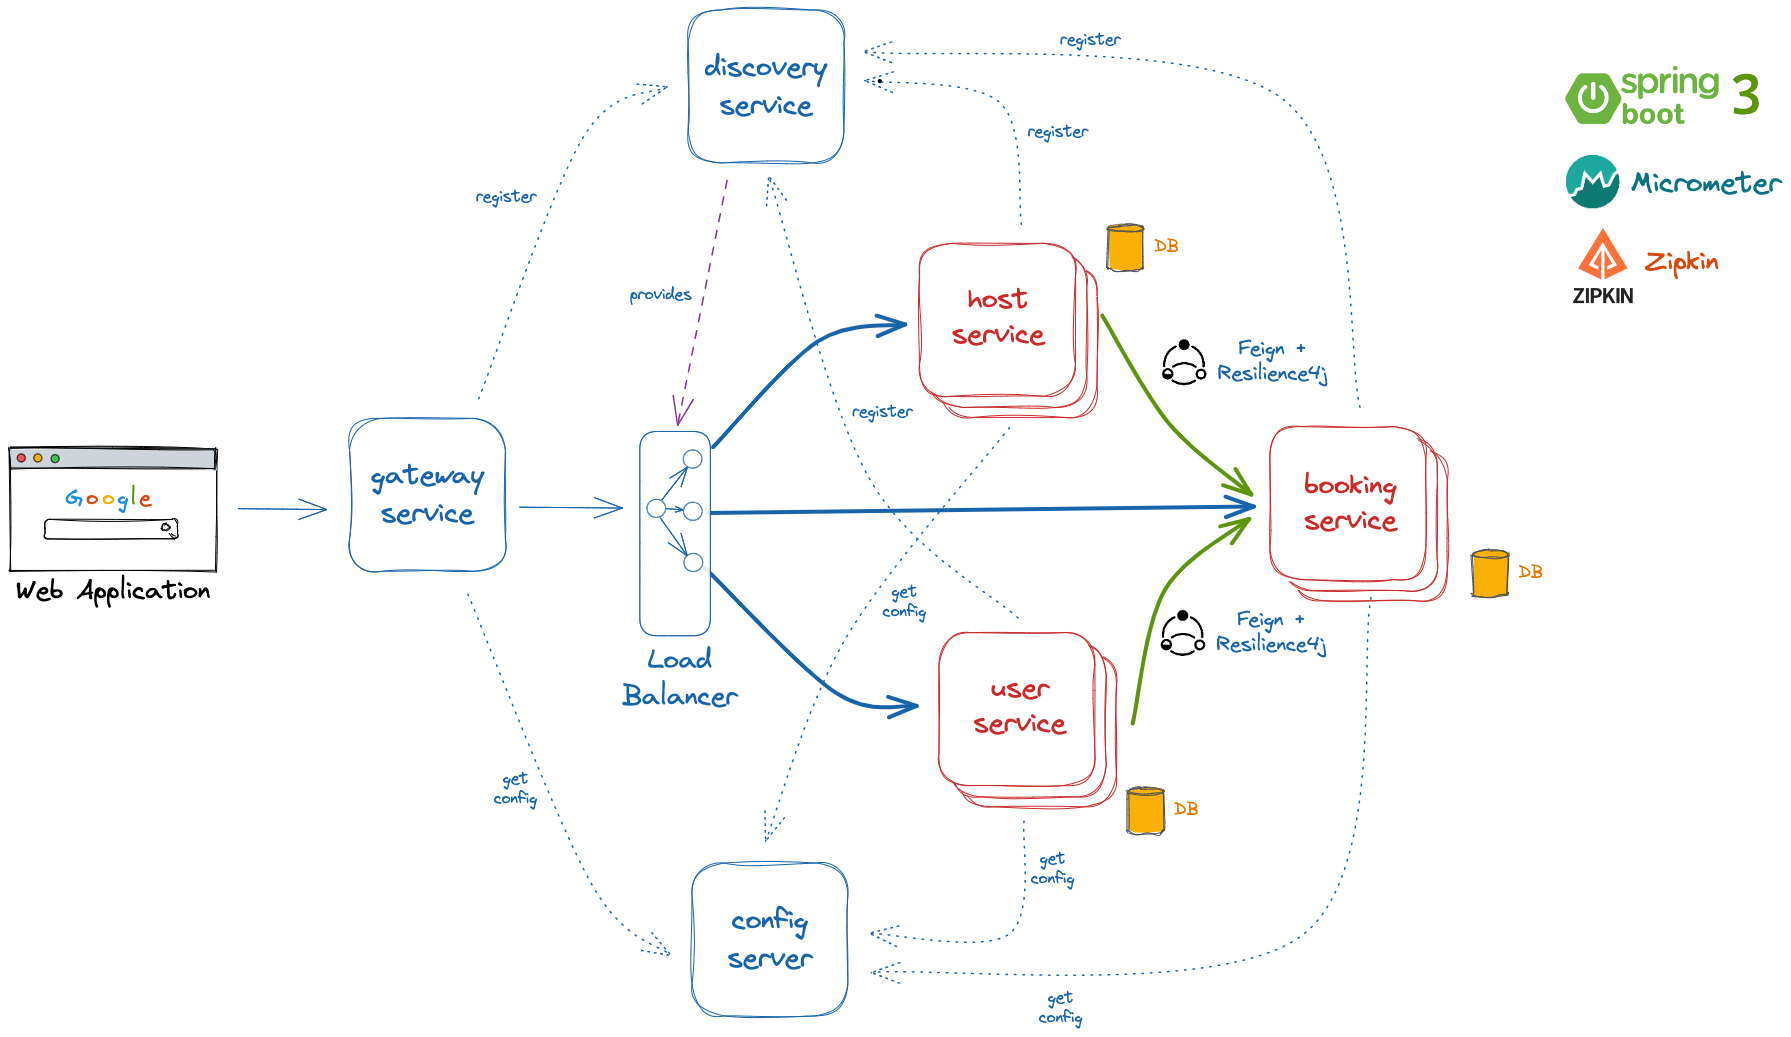 discovery
service
register
register
register
provides
DB
host
service
Feign +
Resilience4j
register
Google
Web Application
gateway
service
Load
Balancer
booking
service
DB
get
config
Feign +
Resilience4j
user
service
DB
get
config
get
config
config
server
get
config
spring
boot
3
Micrometer
ZIPKIN
Zipkin